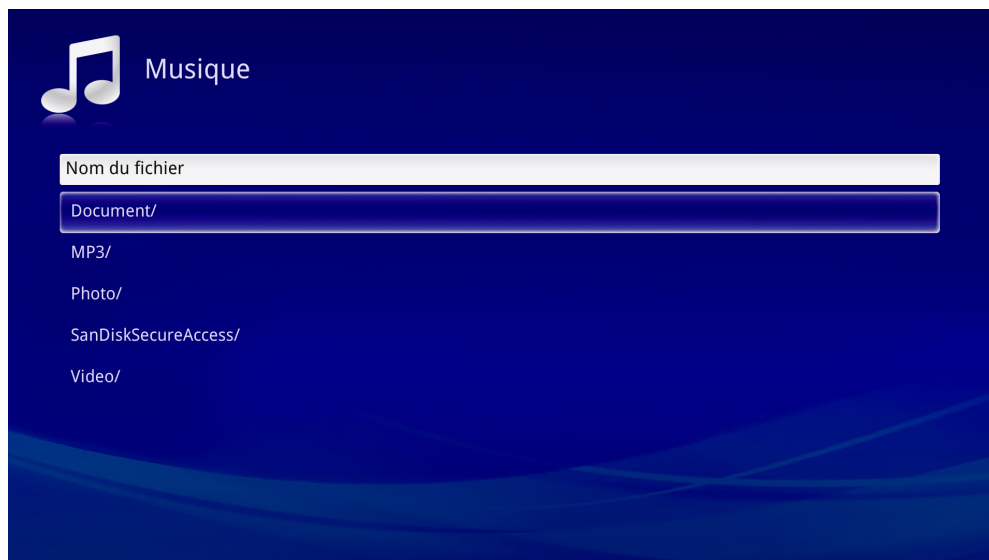 Musique
Nom du fichier
Document/
MP3/
Photo/
SanDiskSecureAccess/
Video/